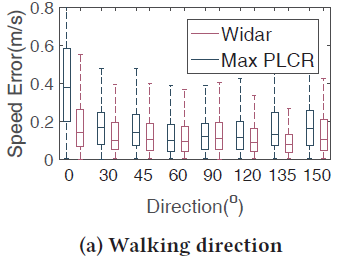 Speed Error(m/s)
0.8
0.6
0.4
0.2
0
Widar
Max PLCR
0 30 45 60 90 120 135 150
Direction(º)
(a) Walking direction